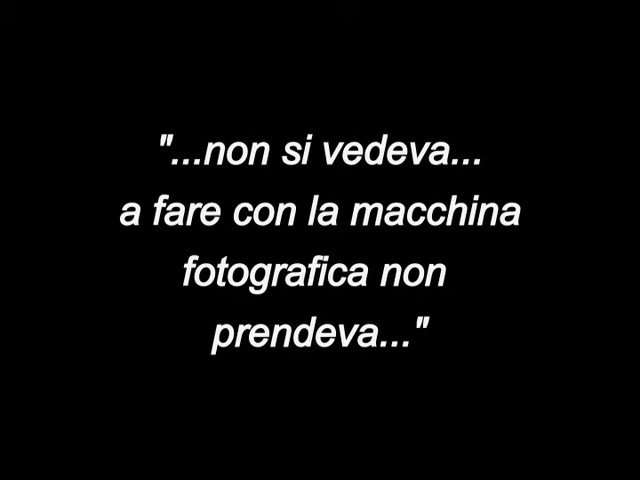 "...non si vedeva...
a fare con la macchina
fotografica non
prendeva..."